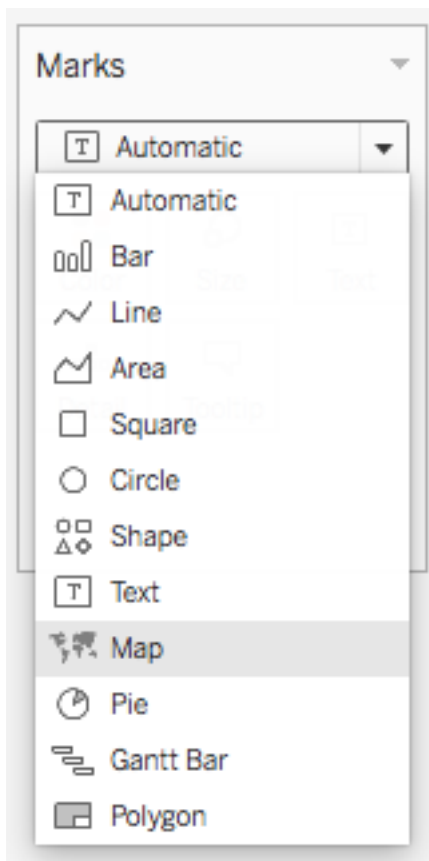 Marks
Automatic
Automatic
Bar
Line
Area
Square
Circle
Shape
Text
Map
Pie
Gantt Bar
Polygon